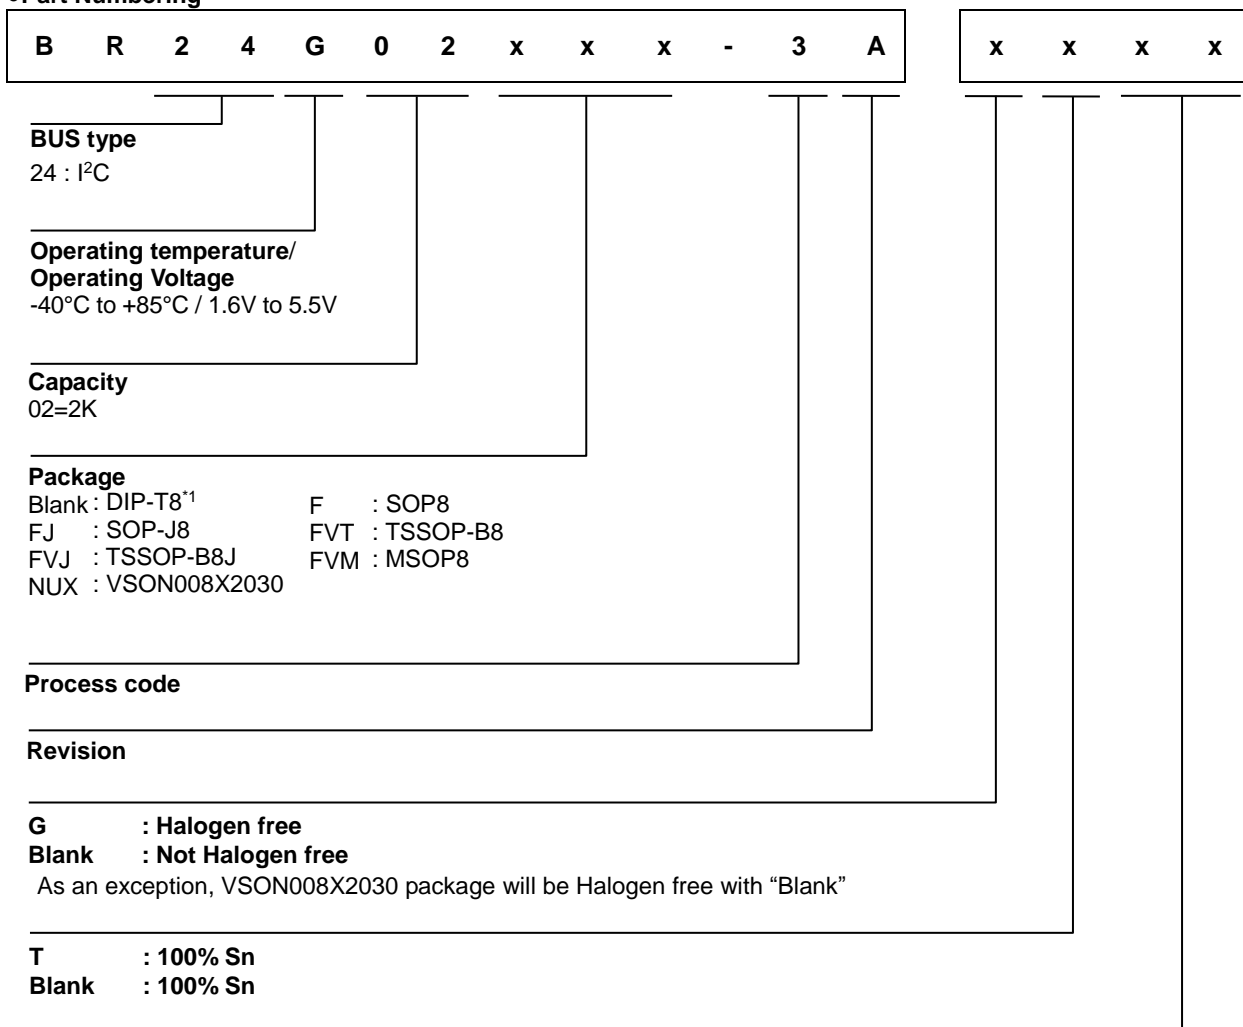 ●Part Numbering
B R 2 4 G 0 2 x x x - 3 A x x x x
BUS type
24 : I²C
Operating temperature/
Operating Voltage
-40°C to +85°C / 1.6V to 5.5V
Capacity
02=2K
Package
Blank : DIP-T8*1 F : SOP8
FJ : SOP-J8 FVT : TSSOP-B8
FVJ : TSSOP-B8J FVM : MSOP8
NUX : VSON008X2030
Process code
Revision
G : Halogen free
Blank : Not Halogen free
As an exception, VSON008X2030 package will be Halogen free with “Blank”
T : 100% Sn
Blank : 100% Sn